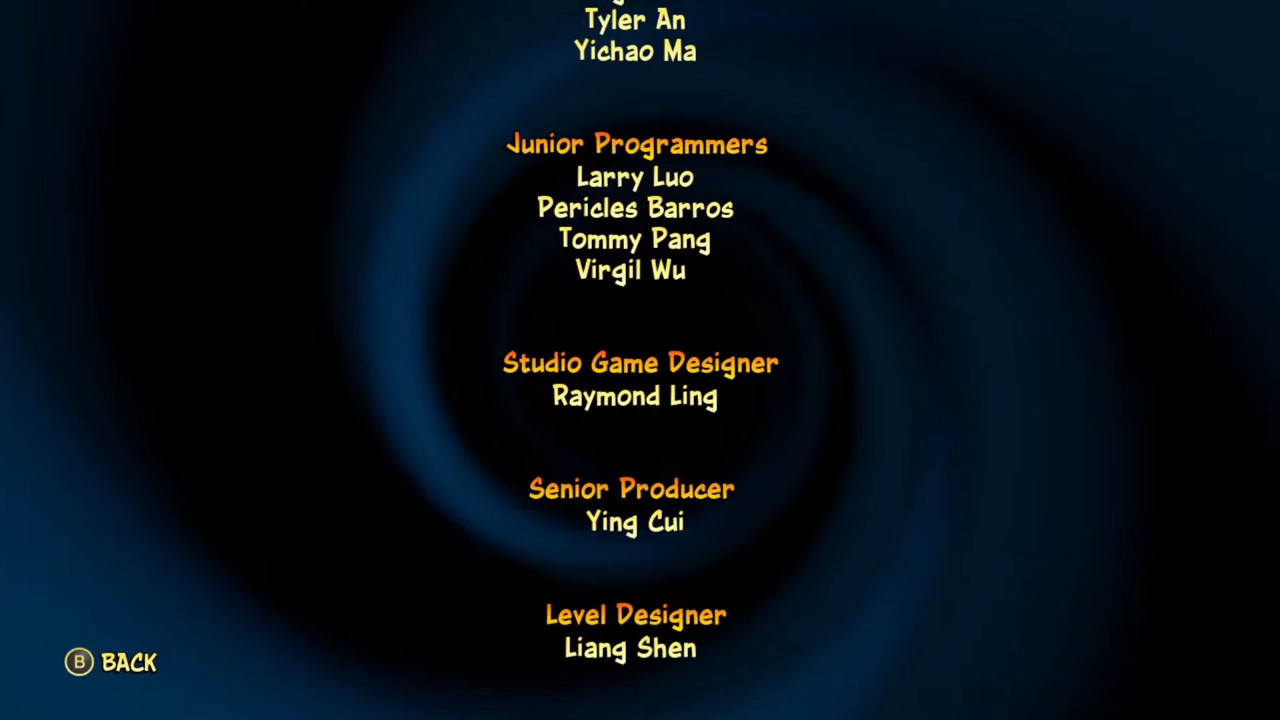 Tyler An
Yichao Ma
Junior Programmers
Larry Luo
Pericles Barros
Tommy Pang
Virgil Wu
Studio Game Designer
Raymond Ling
Senior Producer
Ying Cui
Level Designer
Liang Shen
B BACK